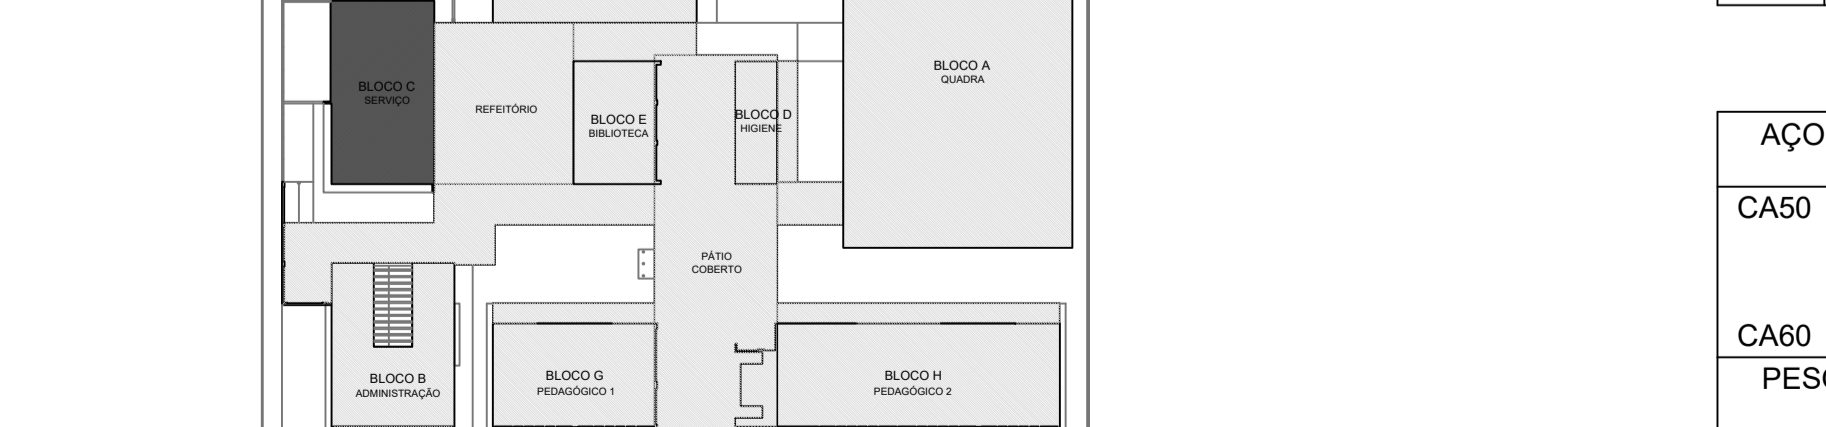 BLOCO A
QUADRA
BLOCO C
SERVIÇO
REFEITÓRIO
BLOCO E
BIBLIOTECA
BLOCO D
HIGIENE
PÁTIO
COBERTO
BLOCO B
ADMINISTRAÇÃO
BLOCO G
PEDAGÓGICO 1
BLOCO H
PEDAGÓGICO 2
AÇO
CA50
CA60